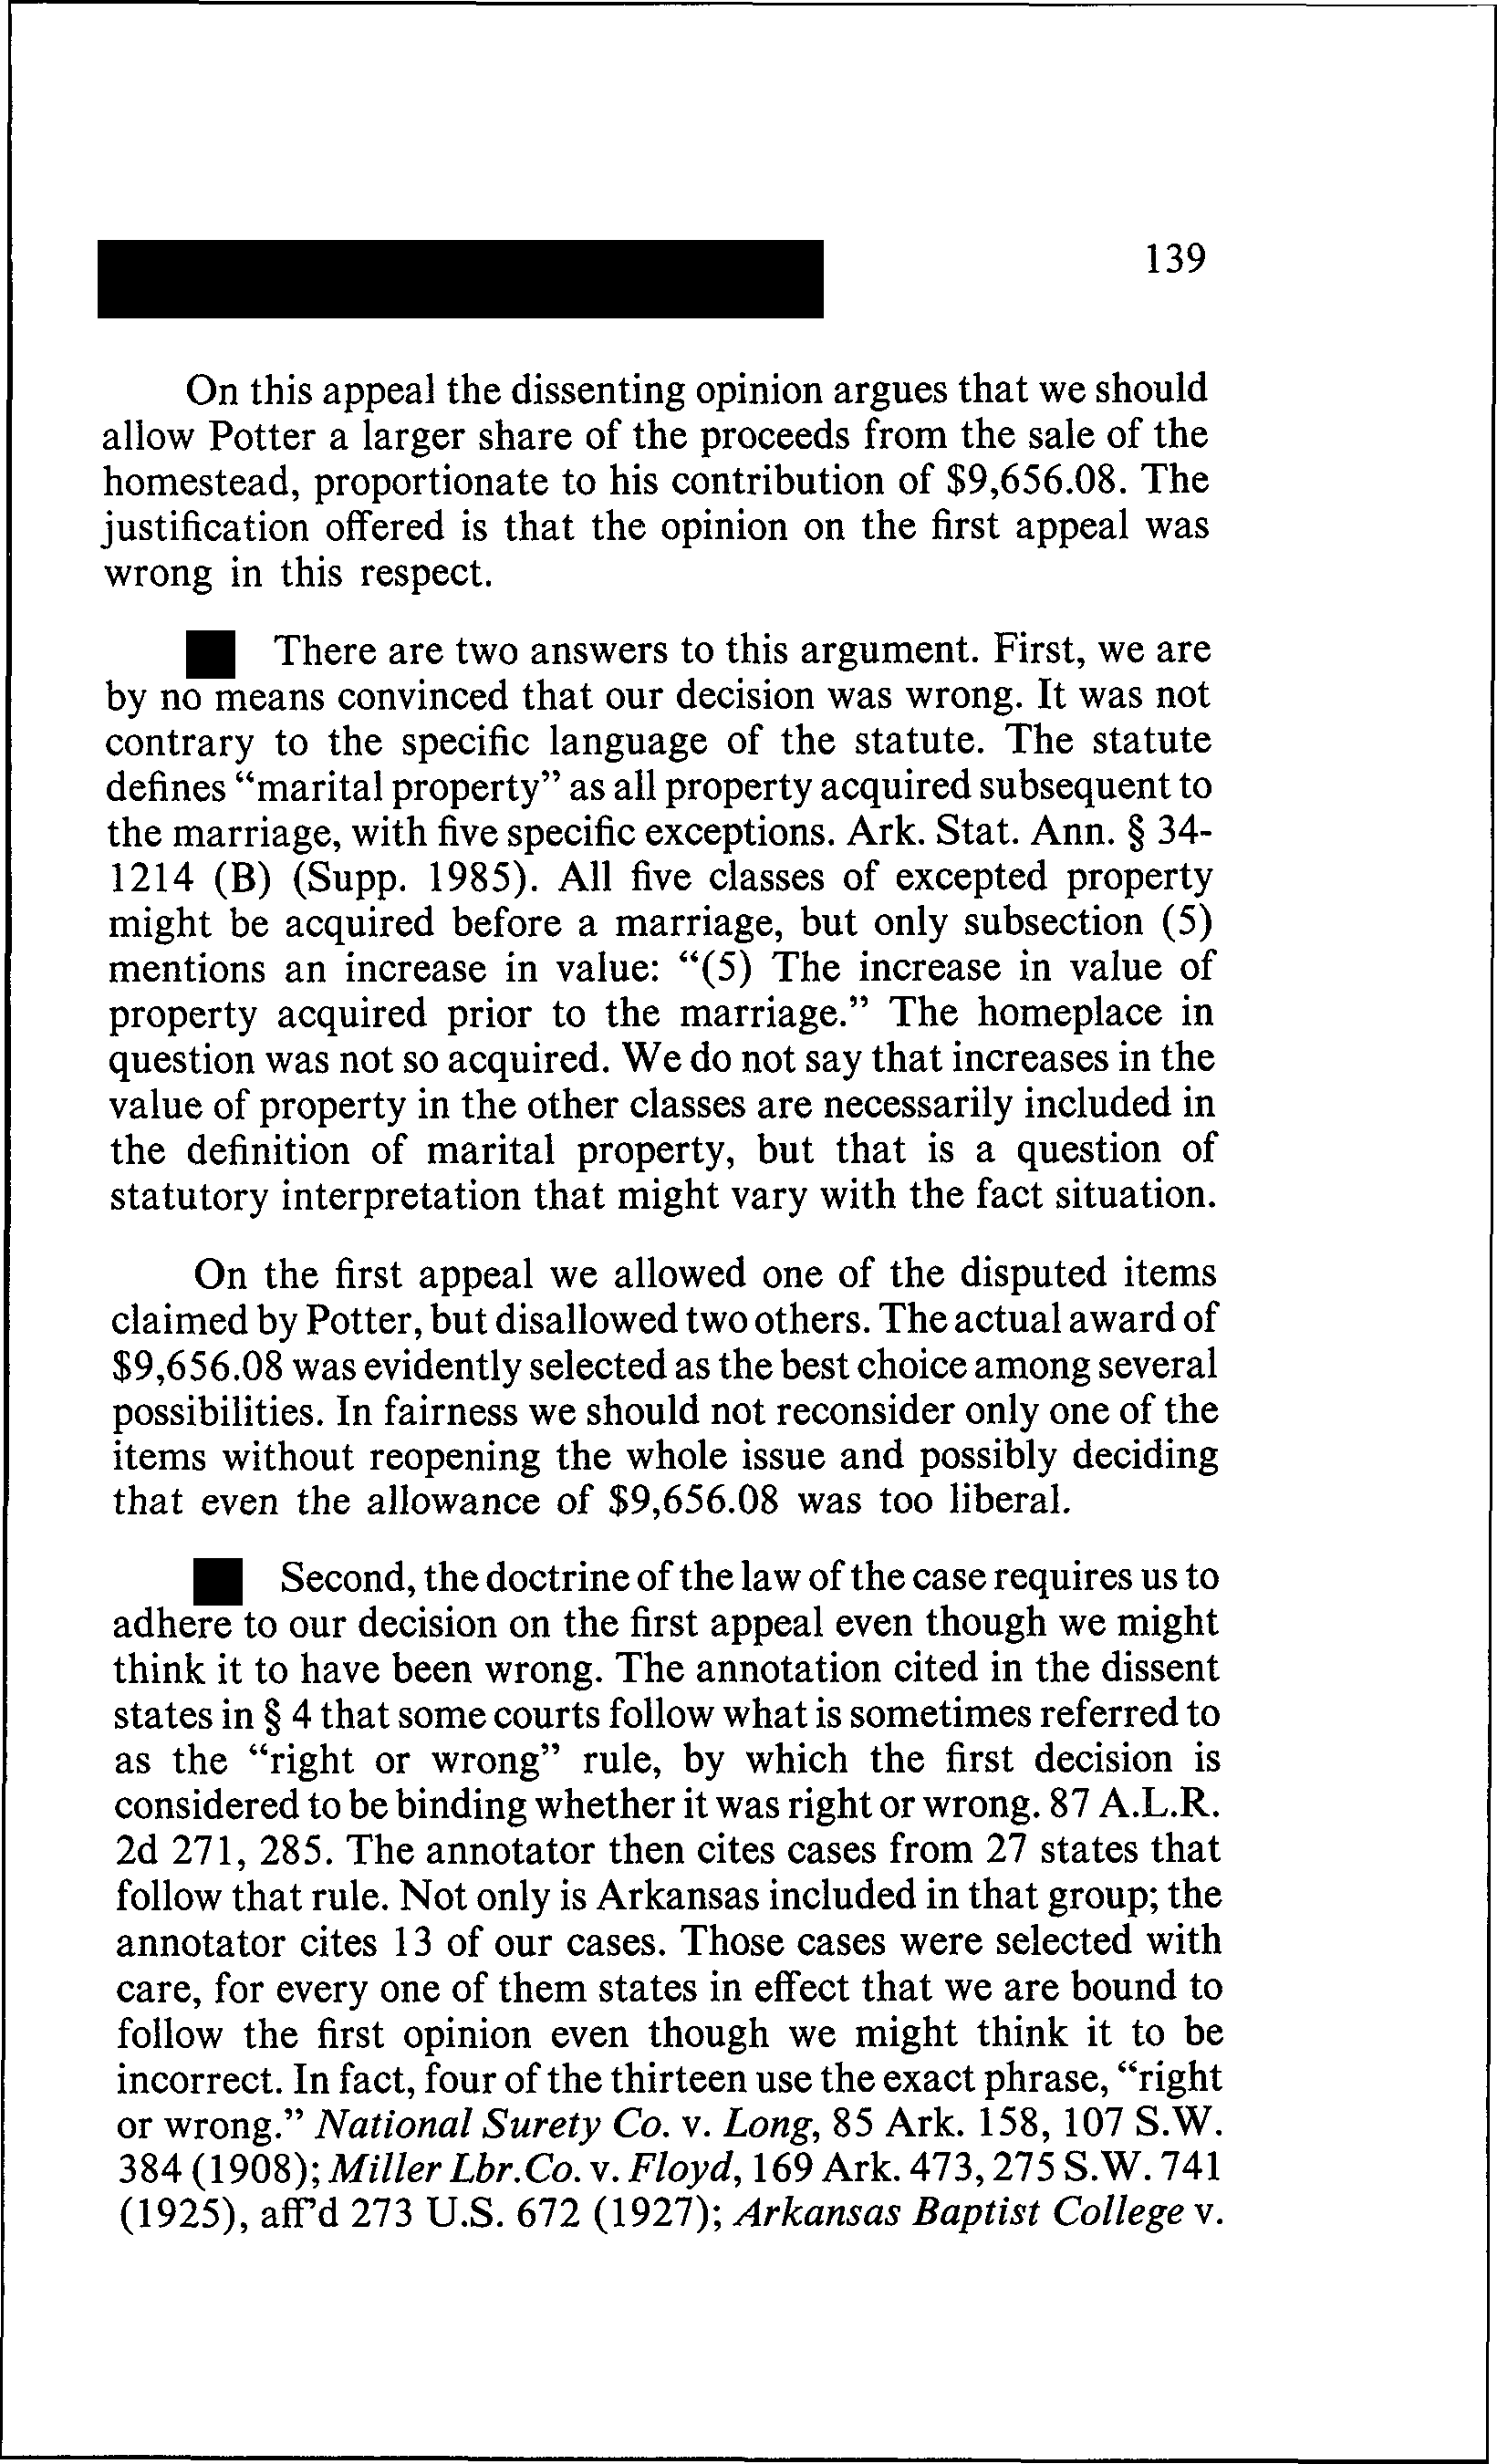 139
On this appeal the dissenting opinion argues that we should
allow Potter a larger share of the proceeds from the sale of the
homestead, proportionate to his contribution of $9,656.08. The
justification offered is that the opinion on the first appeal was
wrong in this respect.
There are two answers to this argument. First, we are
by no means convinced that our decision was wrong. It was not
contrary to the specific language of the statute. The statute
defines “marital property” as all property acquired subsequent to
the marriage, with five specific exceptions. Ark. Stat. Ann. § 34-
1214 (B) (Supp. 1985). All five classes of excepted property
might be acquired before a marriage, but only subsection (5)
mentions an increase in value: “(5) The increase in value of
property acquired prior to the marriage.” The homeplace in
question was not so acquired. We do not say that increases in the
value of property in the other classes are necessarily included in
the definition of marital property, but that is a question of
statutory interpretation that might vary with the fact situation.
On the first appeal we allowed one of the disputed items
claimed by Potter, but disallowed two others. The actual award of
$9,656.08 was evidently selected as the best choice among several
possibilities. In fairness we should not reconsider only one of the
items without reopening the whole issue and possibly deciding
that even the allowance of $9,656.08 was too liberal.
Second, the doctrine of the law of the case requires us to
adhere to our decision on the first appeal even though we might
think it to have been wrong. The annotation cited in the dissent
states in § 4 that some courts follow what is sometimes referred to
as the “right or wrong” rule, by which the first decision is
considered to be binding whether it was right or wrong. 87 A.L.R.
2d 271, 285. The annotator then cites cases from 27 states that
follow that rule. Not only is Arkansas included in that group; the
annotator cites 13 of our cases. Those cases were selected with
care, for every one of them states in effect that we are bound to
follow the first opinion even though we might think it to be
incorrect. In fact, four of the thirteen use the exact phrase, “right
or wrong.” National Surety Co. v. Long, 85 Ark. 158, 107 S.W.
384 (1908); Miller Lbr.Co. v. Floyd, 169 Ark. 473, 275 S.W. 741
(1925), aff’d 273 U.S. 672 (1927); Arkansas Baptist College v.